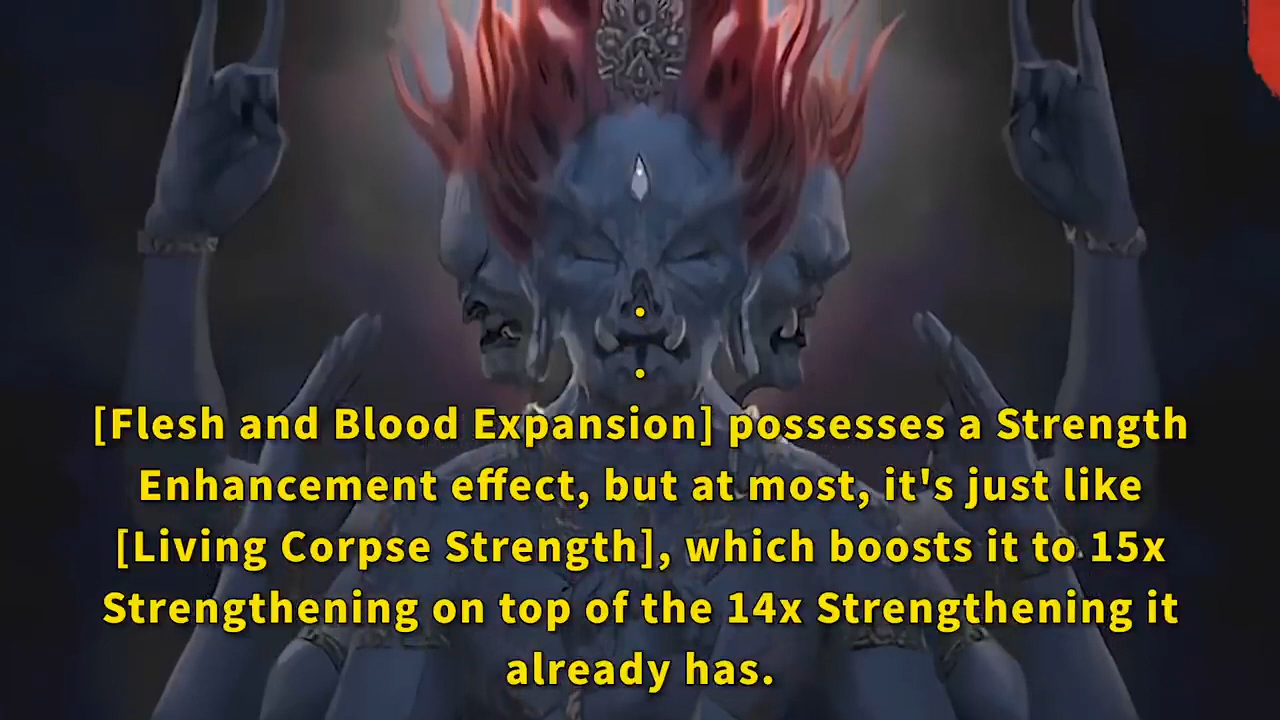 [Flesh and Blood Expansion] possesses a Strength
Enhancement effect, but at most, it's just like
[Living Corpse Strength], which boosts it to 15x
Strengthening on top of the 14x Strengthening it
already has.